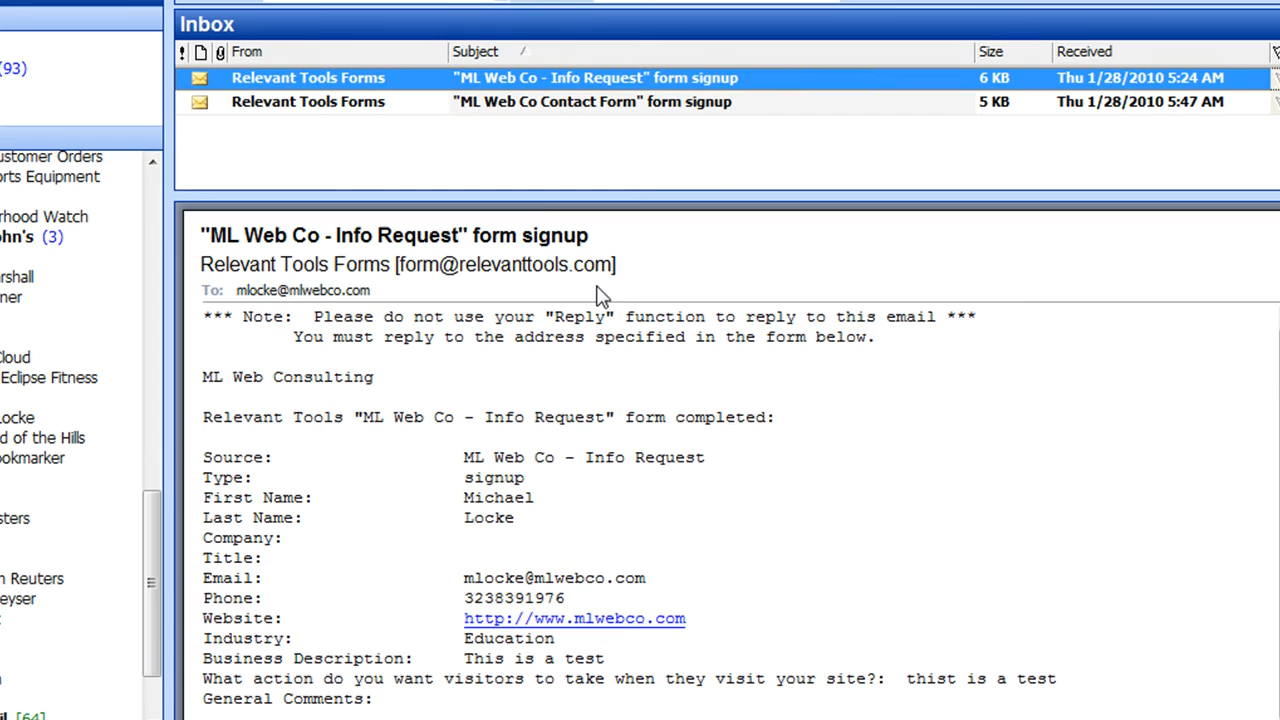 Inbox
! From Subject / Size Received
Relevant Tools Forms "ML Web Co - Info Request" form signup 6 KB Thu 1/28/2010 5:24 AM
Relevant Tools Forms "ML Web Co Contact Form" form signup 5 KB Thu 1/28/2010 5:47 AM
(93)
ustomer Orders
orts Equipment
rhood Watch
ohn's (3)
rshall
ner
Cloud
Eclipse Fitness
Locke
d of the Hills
ookmarker
sters
n Reuters
eyser
il [64]
"ML Web Co - Info Request" form signup
Relevant Tools Forms [form@relevanttools.com]
To: mlocke@mlwebco.com
*** Note: Please do not use your "Reply" function to reply to this email ***
You must reply to the address specified in the form below.
ML Web Consulting
Relevant Tools "ML Web Co - Info Request" form completed:
Source: ML Web Co - Info Request
Type: signup
First Name: Michael
Last Name: Locke
Company:
Title:
Email: mlocke@mlwebco.com
Phone: 3238391976
Website: http://www.mlwebco.com
Industry: Education
Business Description: This is a test
What action do you want visitors to take when they visit your site?: thist is a test
General Comments: